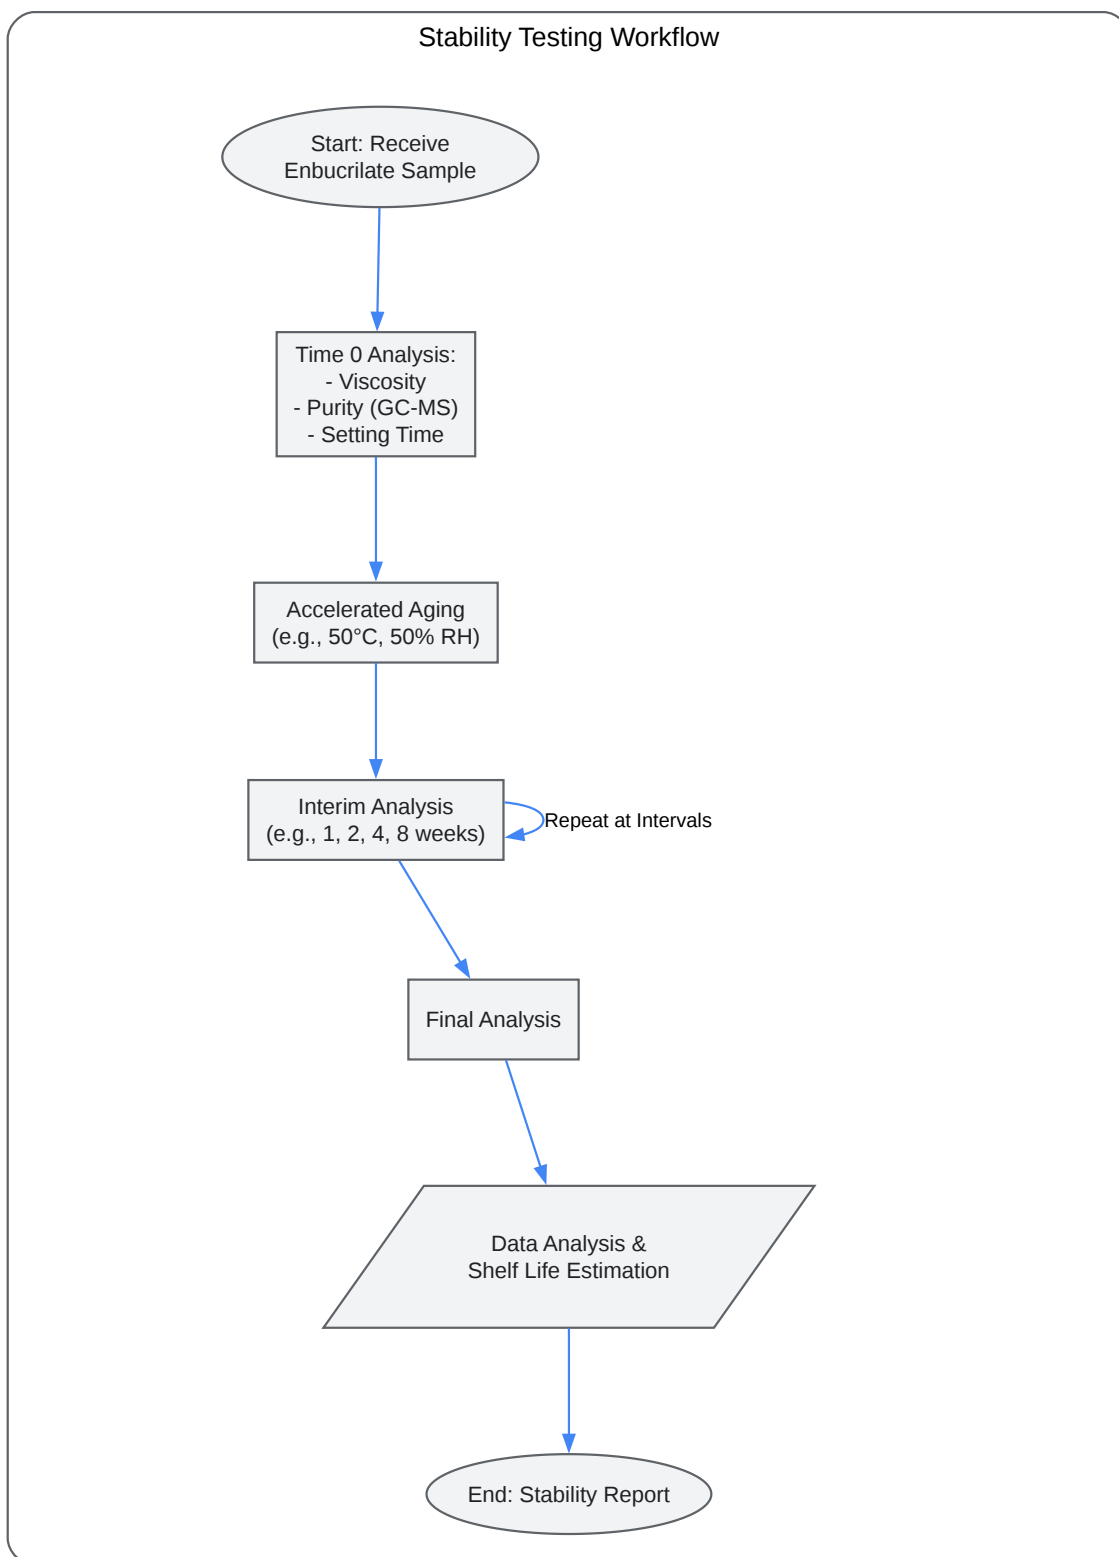 Stability Testing Workflow
Start: Receive
Enbucrilate Sample
Time 0 Analysis:
- Viscosity
- Purity (GC-MS)
- Setting Time
Accelerated Aging
(e.g., 50°C, 50% RH)
Interim Analysis
(e.g., 1, 2, 4, 8 weeks)
Repeat at Intervals
Final Analysis
Data Analysis &
Shelf Life Estimation
End: Stability Report